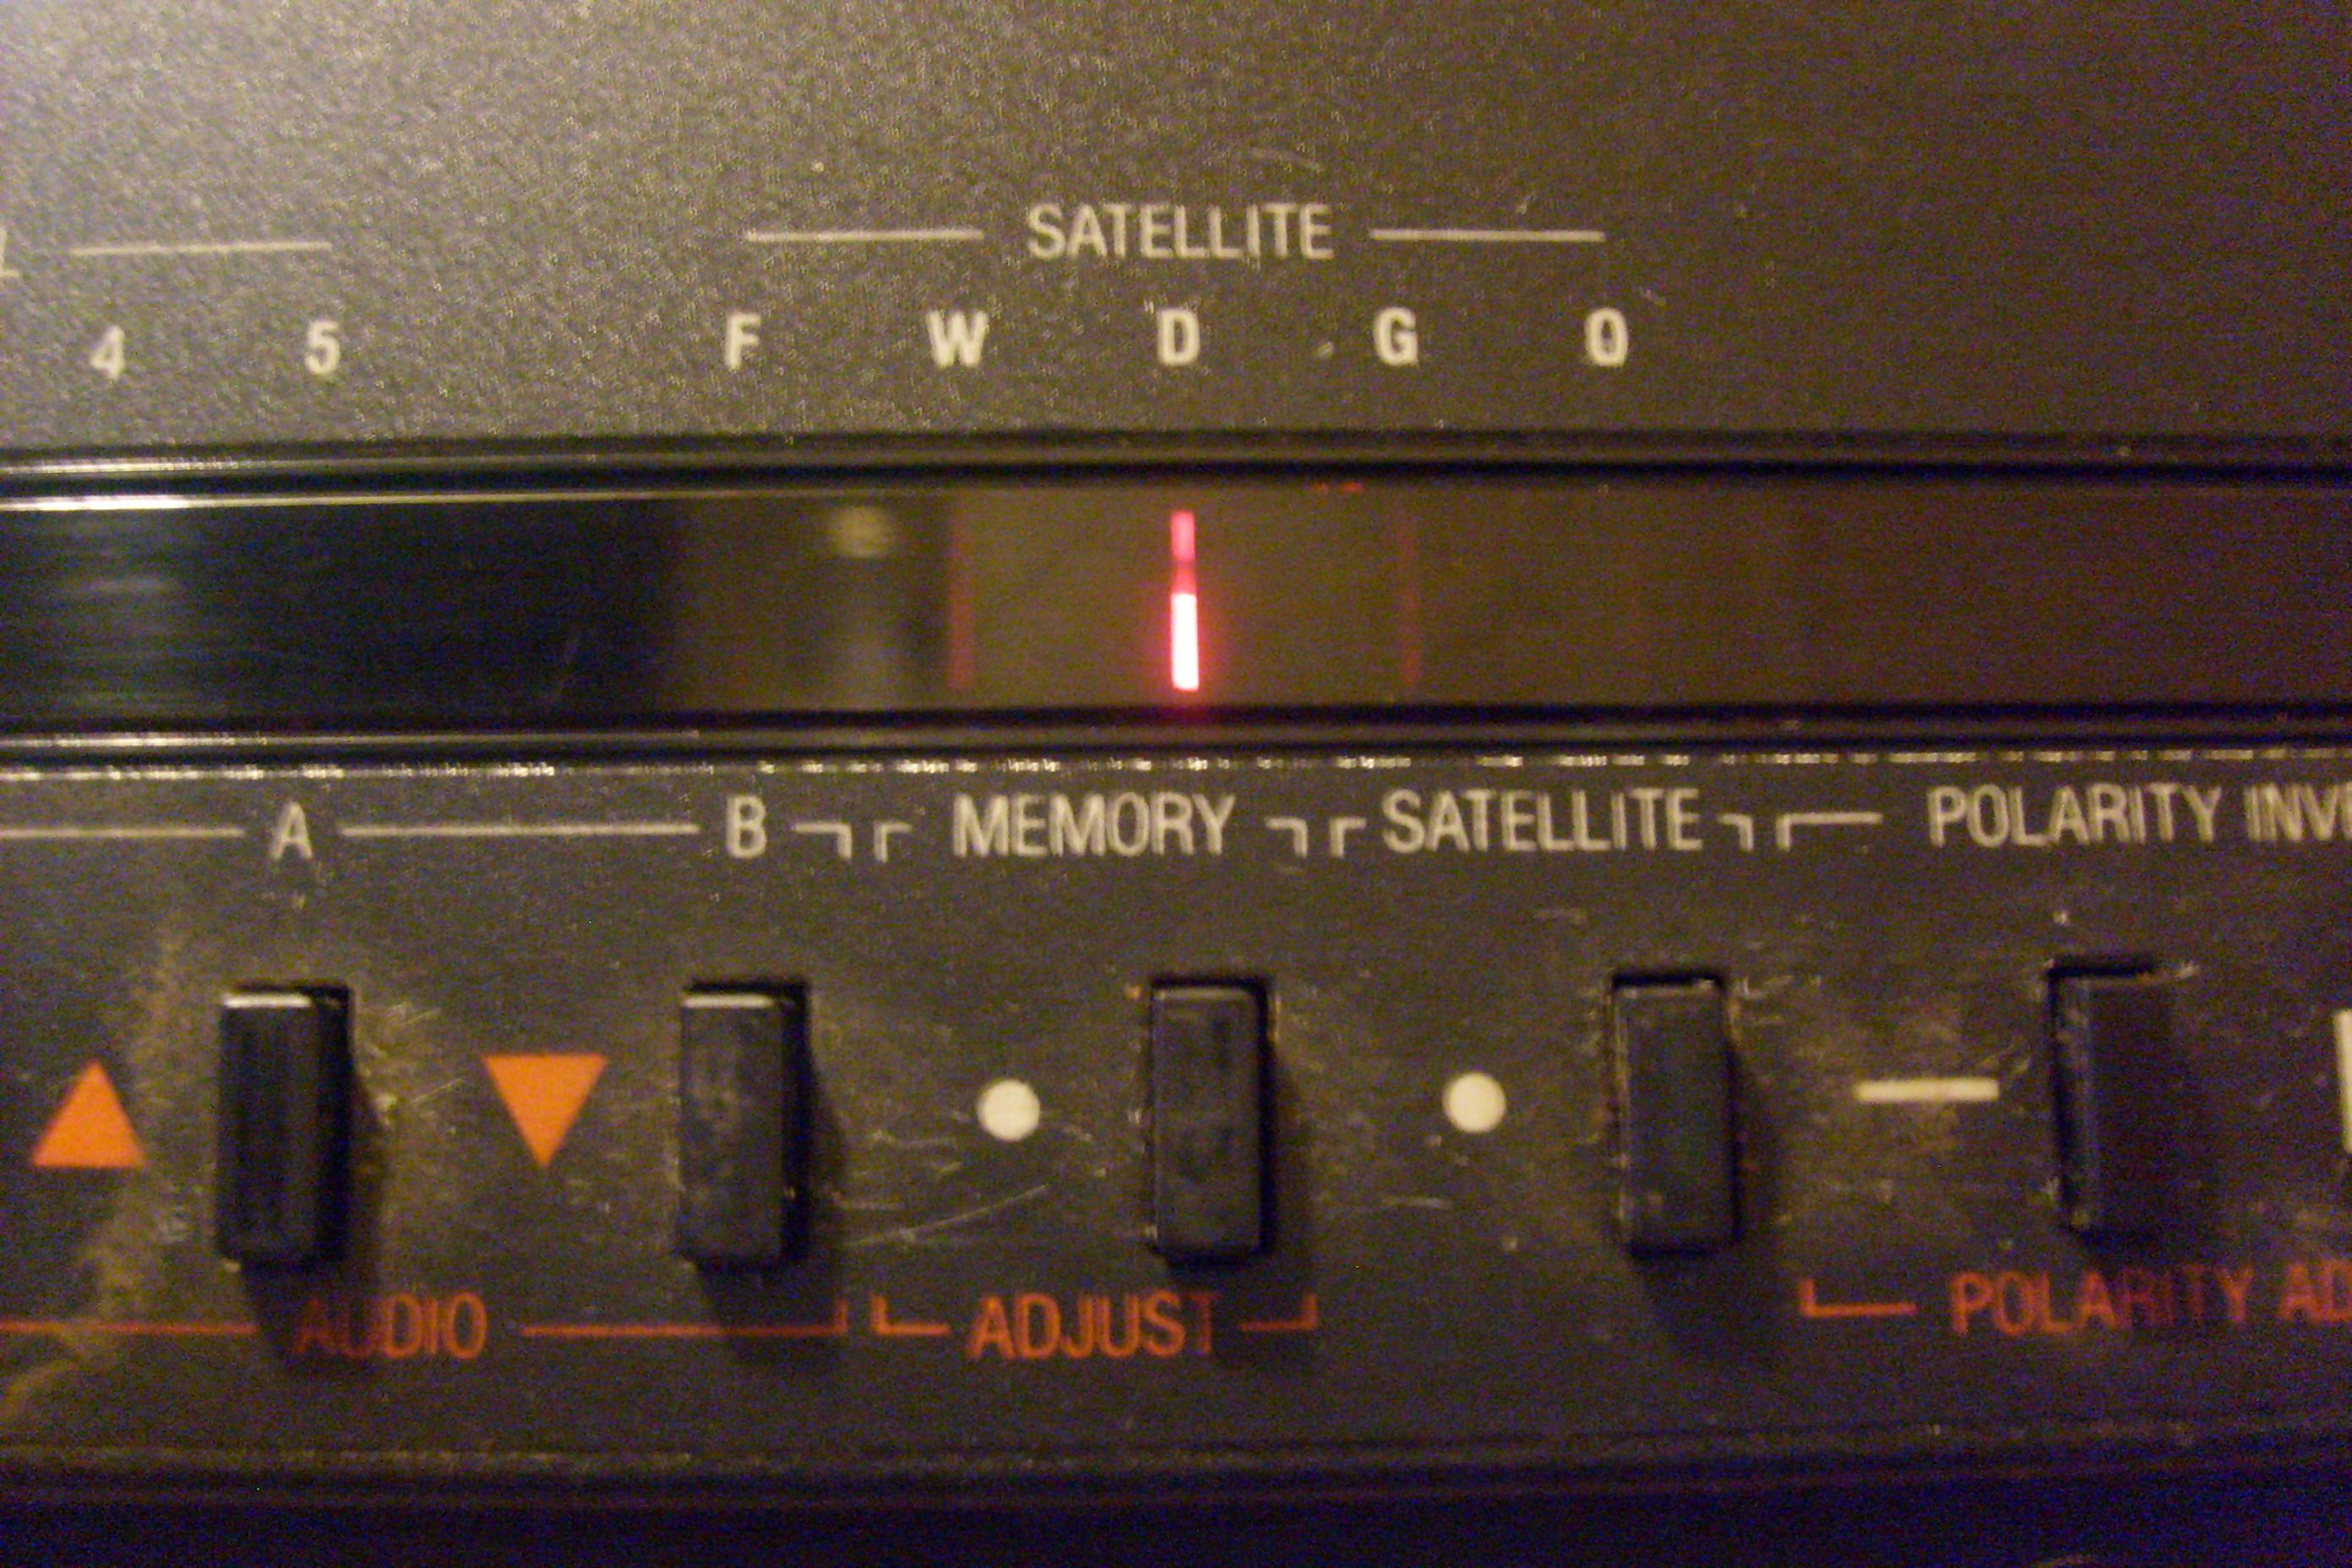 SATELLITE
4 5 F W D G O
A B MEMORY SATELLITE POLARITY INV
AUDIO ADJUST POLARITY AD